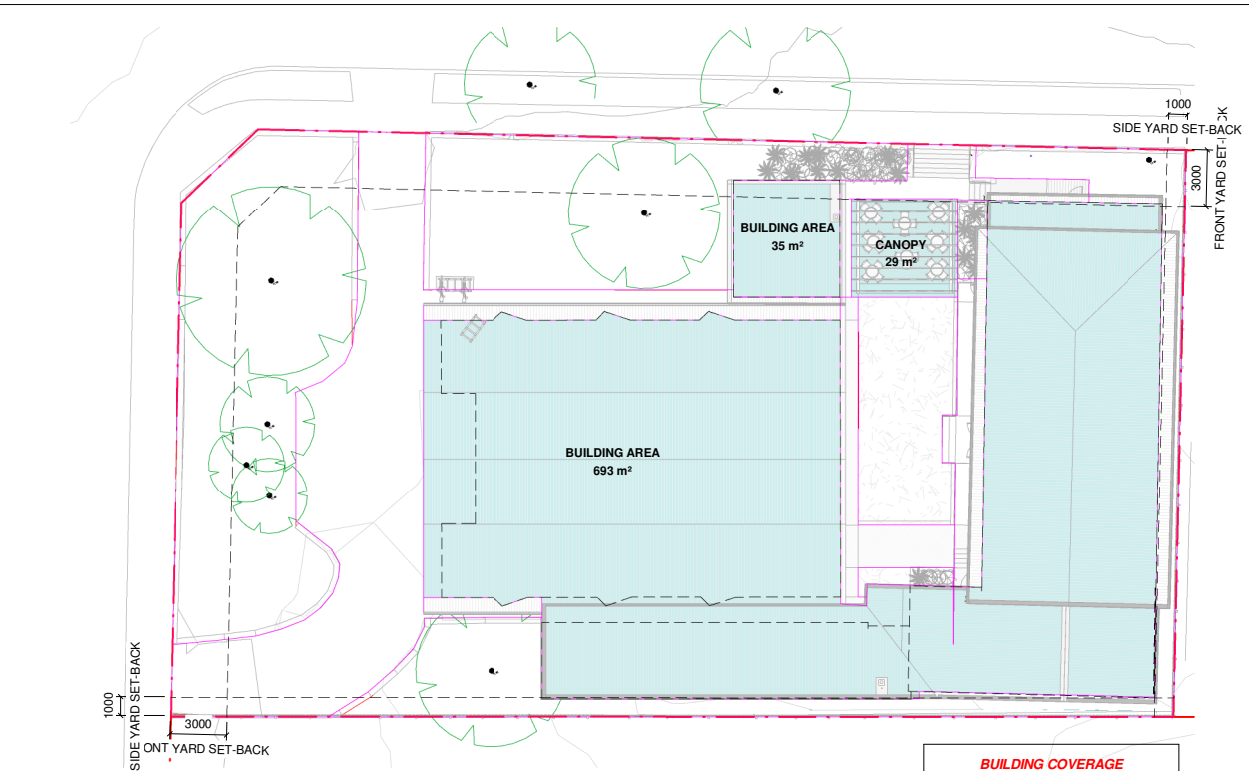 1000
SIDE YARD SET-BACK
3000
FRONT YARD SET-BACK
BUILDING AREA
35 m²
CANOPY
29 m²
BUILDING AREA
693 m²
1000
SIDE YARD SET-BACK
3000
ONT YARD SET-BACK
BUILDING COVERAGE